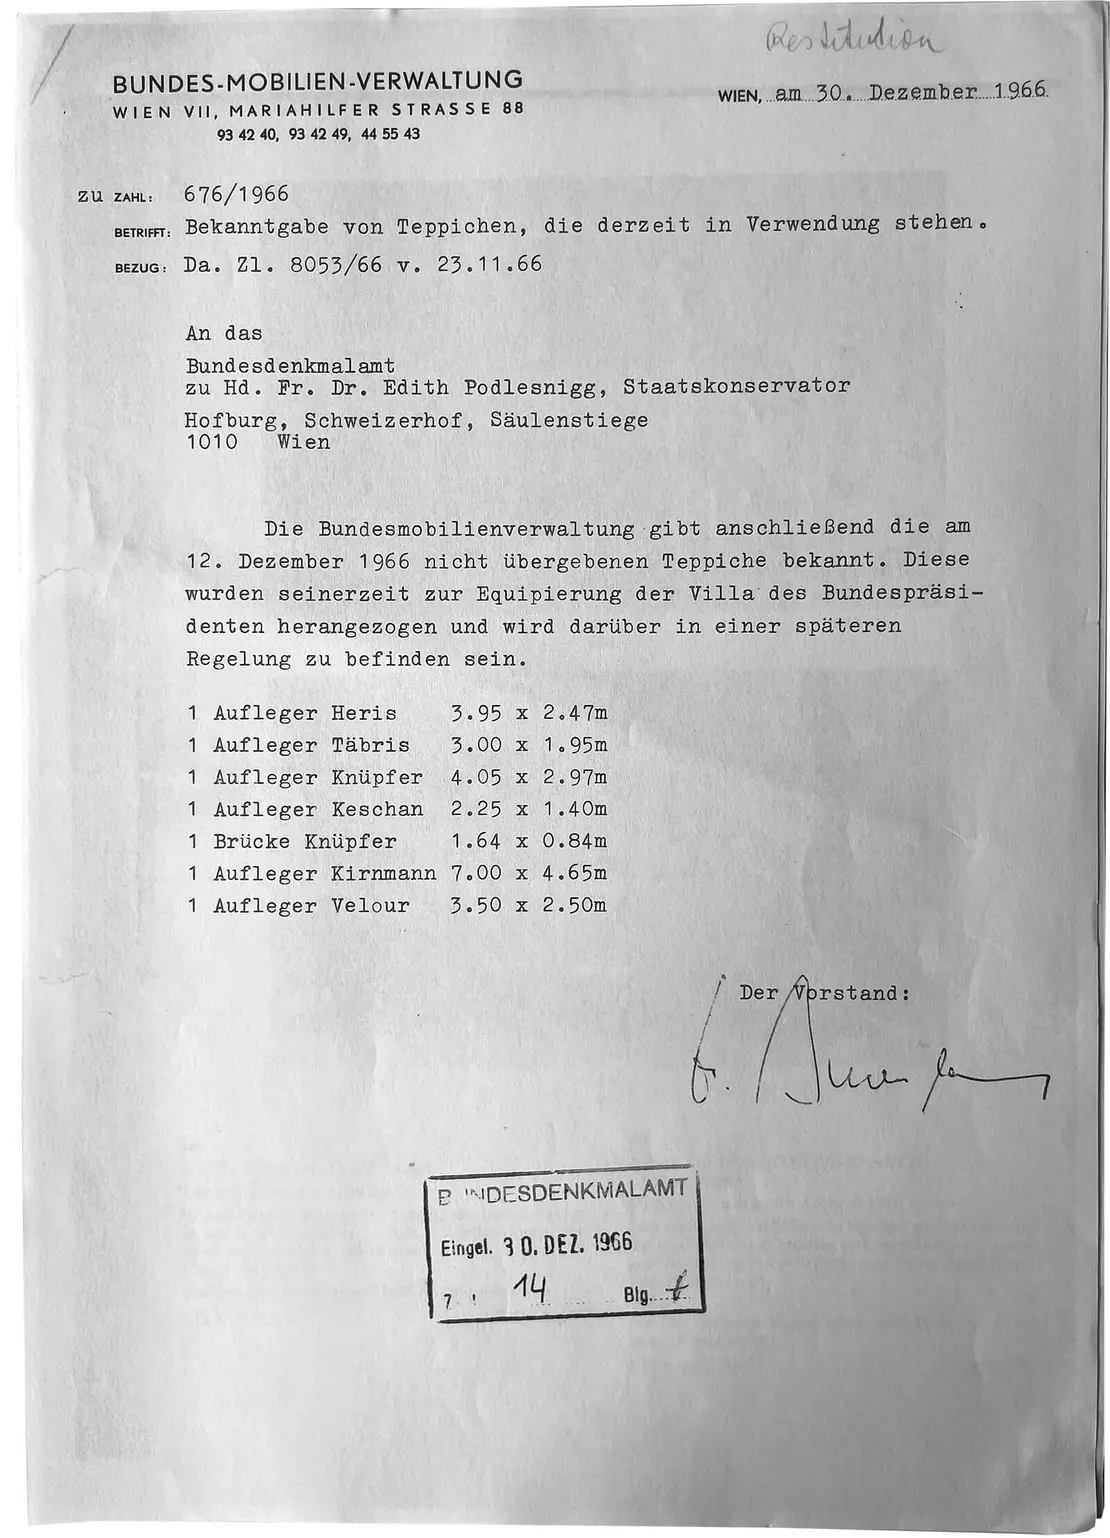 Restitution
BUNDES-MOBILIEN-VERWALTUNG
WIEN VII, MARIAHILFER STRASSE 88
93 42 40, 93 42 49, 44 55 43
WIEN, am 30. Dezember 1966
zu ZAHL: 676/1966
BETRIFFT: Bekanntgabe von Teppichen, die derzeit in Verwendung stehen.
BEZUG: Da. Zl. 8053/66 v. 23.11.66
An das
Bundesdenkmalamt
zu Hd. Fr. Dr. Edith Podlesnigg, Staatskonservator
Hofburg, Schweizerhof, Säulenstiege
1010 Wien
Die Bundesmobilienverwaltung gibt anschließend die am
12. Dezember 1966 nicht übergebenen Teppiche bekannt. Diese
wurden seinerzeit zur Equipierung der Villa des Bundespräsi-
denten herangezogen und wird darüber in einer späteren
Regelung zu befinden sein.
1 Aufleger Heris 3.95 x 2.47m
1 Aufleger Täbris 3.00 x 1.95m
1 Aufleger Knüpfer 4.05 x 2.97m
1 Aufleger Keschan 2.25 x 1.40m
1 Brücke Knüpfer 1.64 x 0.84m
1 Aufleger Kirnmann 7.00 x 4.65m
1 Aufleger Velour 3.50 x 2.50m
Der Vorstand:
BUNDESDENKMALAMT
Eingel. 30. DEZ. 1966
14 Blg.